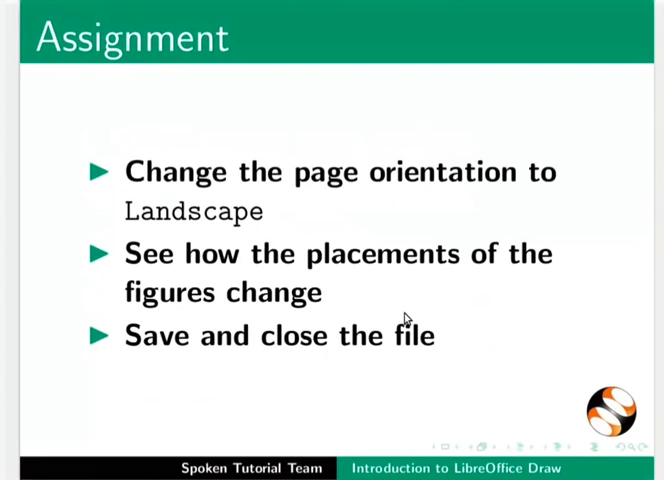 Assignment
Change the page orientation to
Landscape
See how the placements of the
figures change
Save and close the file
Spoken Tutorial Team
Introduction to LibreOffice Draw